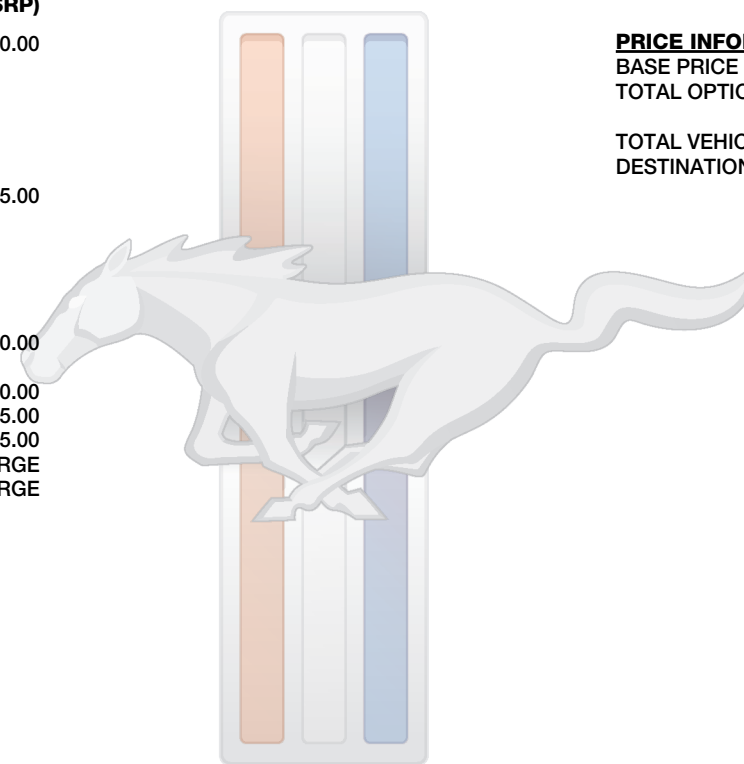 SRP)
0.00
5.00
0.00
0.00
5.00
5.00
RGE
RGE
PRICE INFO
BASE PRICE
TOTAL OPTIO
TOTAL VEHIC
DESTINATION